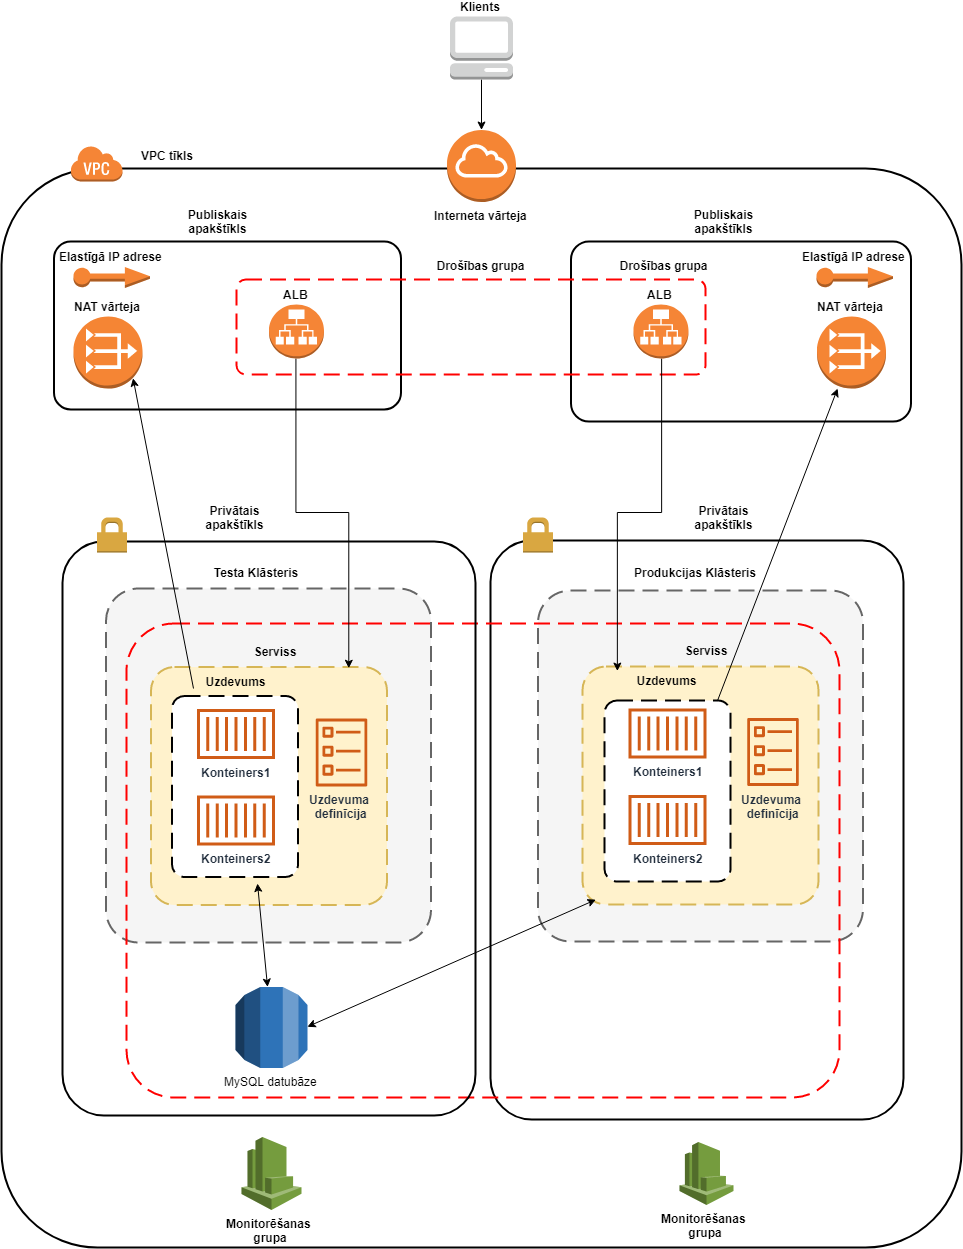 Klients
VPC
VPC tīkls
Interneta vārteja
Publiskais
apakštīkls
Publiskais
apakštīkls
Elastīgā IP adrese
NAT vārteja
ALB
Drošības grupa
Drošības grupa
ALB
Elastīgā IP adrese
NAT vārteja
Privātais
apakštīkls
Privātais
apakštīkls
Testa Klāsteris
Serviss
Uzdevums
Konteiners1
Konteiners2
Uzdevuma
definīcija
Produkcijas Klāsteris
Serviss
Uzdevums
Konteiners1
Konteiners2
Uzdevuma
definīcija
MySQL datubāze
Monitorēšanas
grupa
Monitorēšanas
grupa